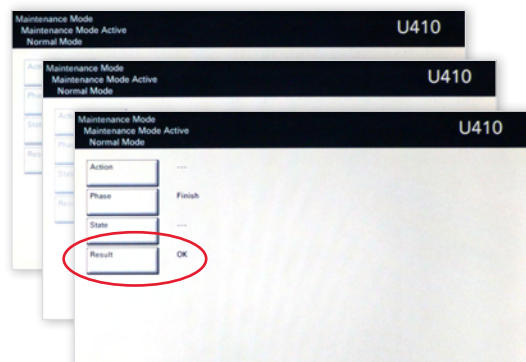 Maintenance Mode
Maintenance Mode Active
Normal Mode
U410
Maintenance Mode
Maintenance Mode Active
Normal Mode
U410
Maintenance Mode
Maintenance Mode Active
Normal Mode
U410
Action ---
Phase Finish
State ---
Result OK